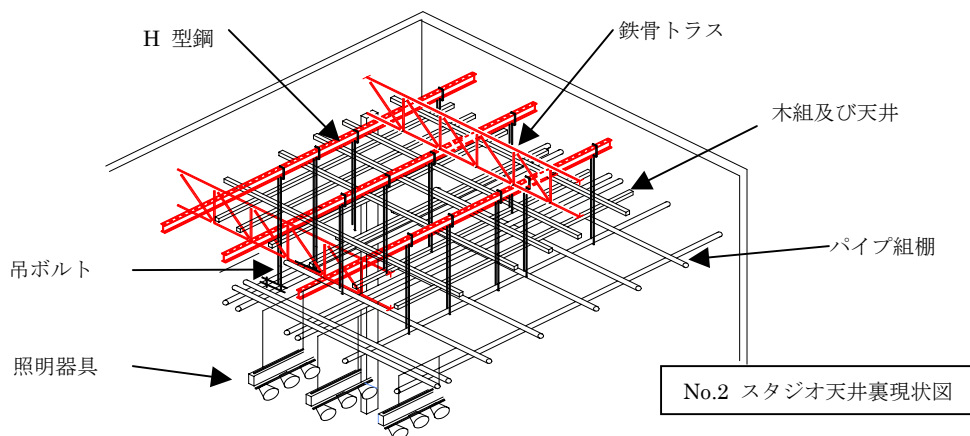 H 型鋼
鉄骨トラス
木組及び天井
パイプ組棚
吊ボルト
照明器具
No.2 スタジオ天井裏現状図